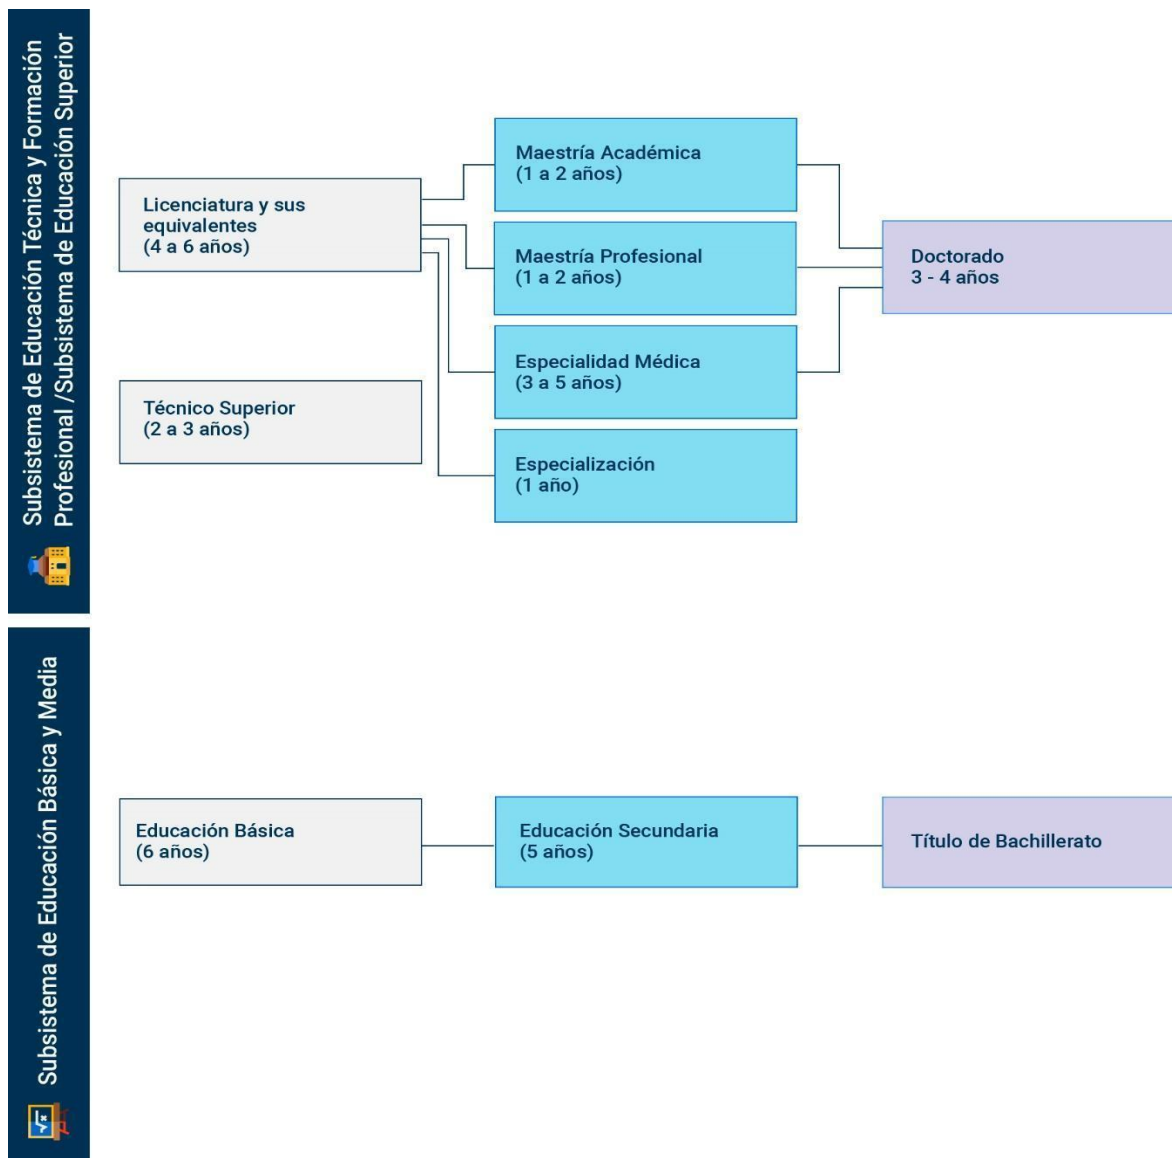 Subsistema de Educación Técnica y Formación
Profesional /Subsistema de Educación Superior
Licenciatura y sus
equivalentes
(4 a 6 años)
Técnico Superior
(2 a 3 años)
Maestría Académica
(1 a 2 años)
Maestría Profesional
(1 a 2 años)
Especialidad Médica
(3 a 5 años)
Especialización
(1 año)
Doctorado
3 - 4 años
Subsistema de Educación Básica y Media
Educación Básica
(6 años)
Educación Secundaria
(5 años)
Título de Bachillerato